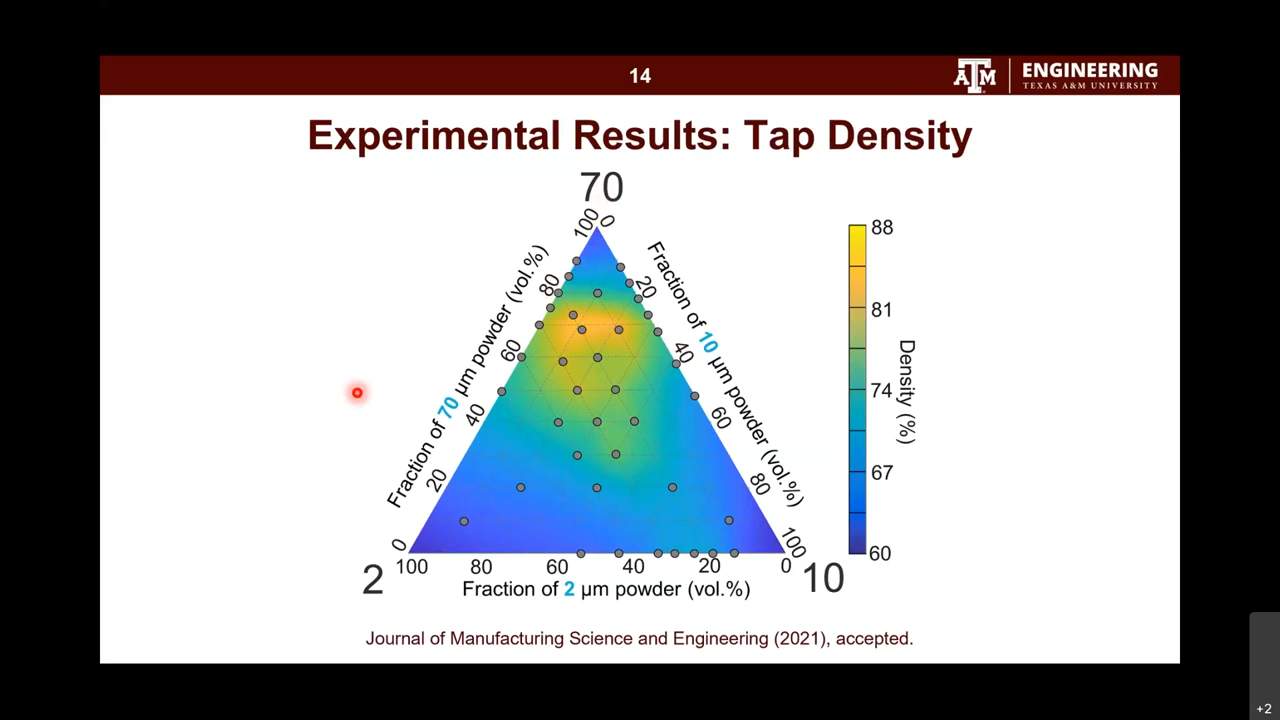 14
ATM
ENGINEERING
TEXAS A&M UNIVERSITY
Experimental Results: Tap Density
70
100
0
80
20
60
40
40
60
20
80
0
100
Fraction of 70 µm powder (vol.%)
Fraction of 10 µm powder (vol.%)
100 80 60 40 20 0
2
10
Fraction of 2 µm powder (vol.%)
88
81
74
67
60
Density (%)
Journal of Manufacturing Science and Engineering (2021), accepted.
+2